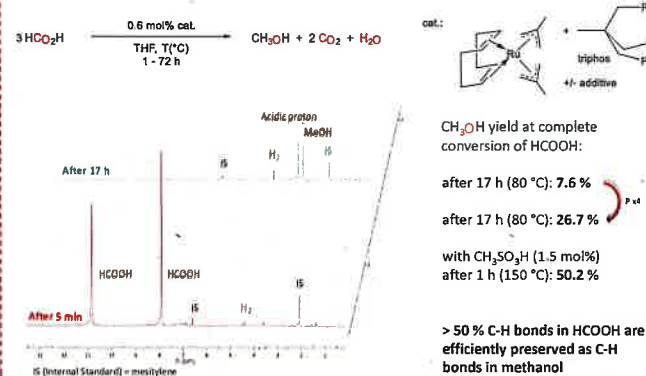 3 HCO₂H
0.6 mol% cat.
THF, T(°C)
1 - 72 h
CH₃OH + 2 CO₂ + H₂O
cat.:
Ru
+
triphos
+/- additive
Acidic proton
MeOH
H₂
IS
IS
After 17 h
HCOOH
HCOOH
IS
H₂
IS
After 5 min
IS (Internal Standard) = mesitylene
CH₃OH yield at complete
conversion of HCOOH:
after 17 h (80 °C): 7.6 %
P x4
after 17 h (80 °C): 26.7 %
with CH₃SO₃H (1.5 mol%)
after 1 h (150 °C): 50.2 %
> 50 % C-H bonds in HCOOH are
efficiently preserved as C-H
bonds in methanol